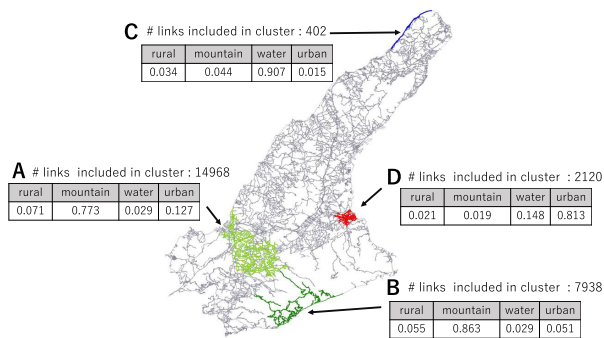 C # links included in cluster : 402
rural mountain water urban
0.034 0.044 0.907 0.015
A # links included in cluster : 14968
rural mountain water urban
0.071 0.773 0.029 0.127
D # links included in cluster : 2120
rural mountain water urban
0.021 0.019 0.148 0.813
B # links included in cluster : 7938
rural mountain water urban
0.055 0.863 0.029 0.051